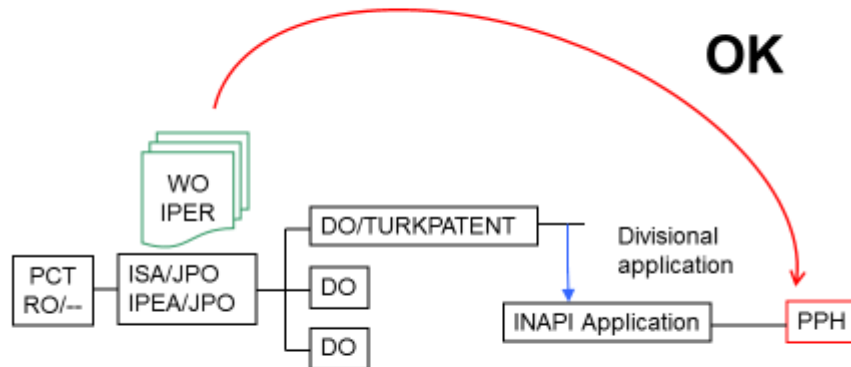 OK
WO
IPER
DO/TURKPATENT
Divisional
application
PCT
RO/--
ISA/JPO
IPEA/JPO
DO
INAPI Application
PPH
DO